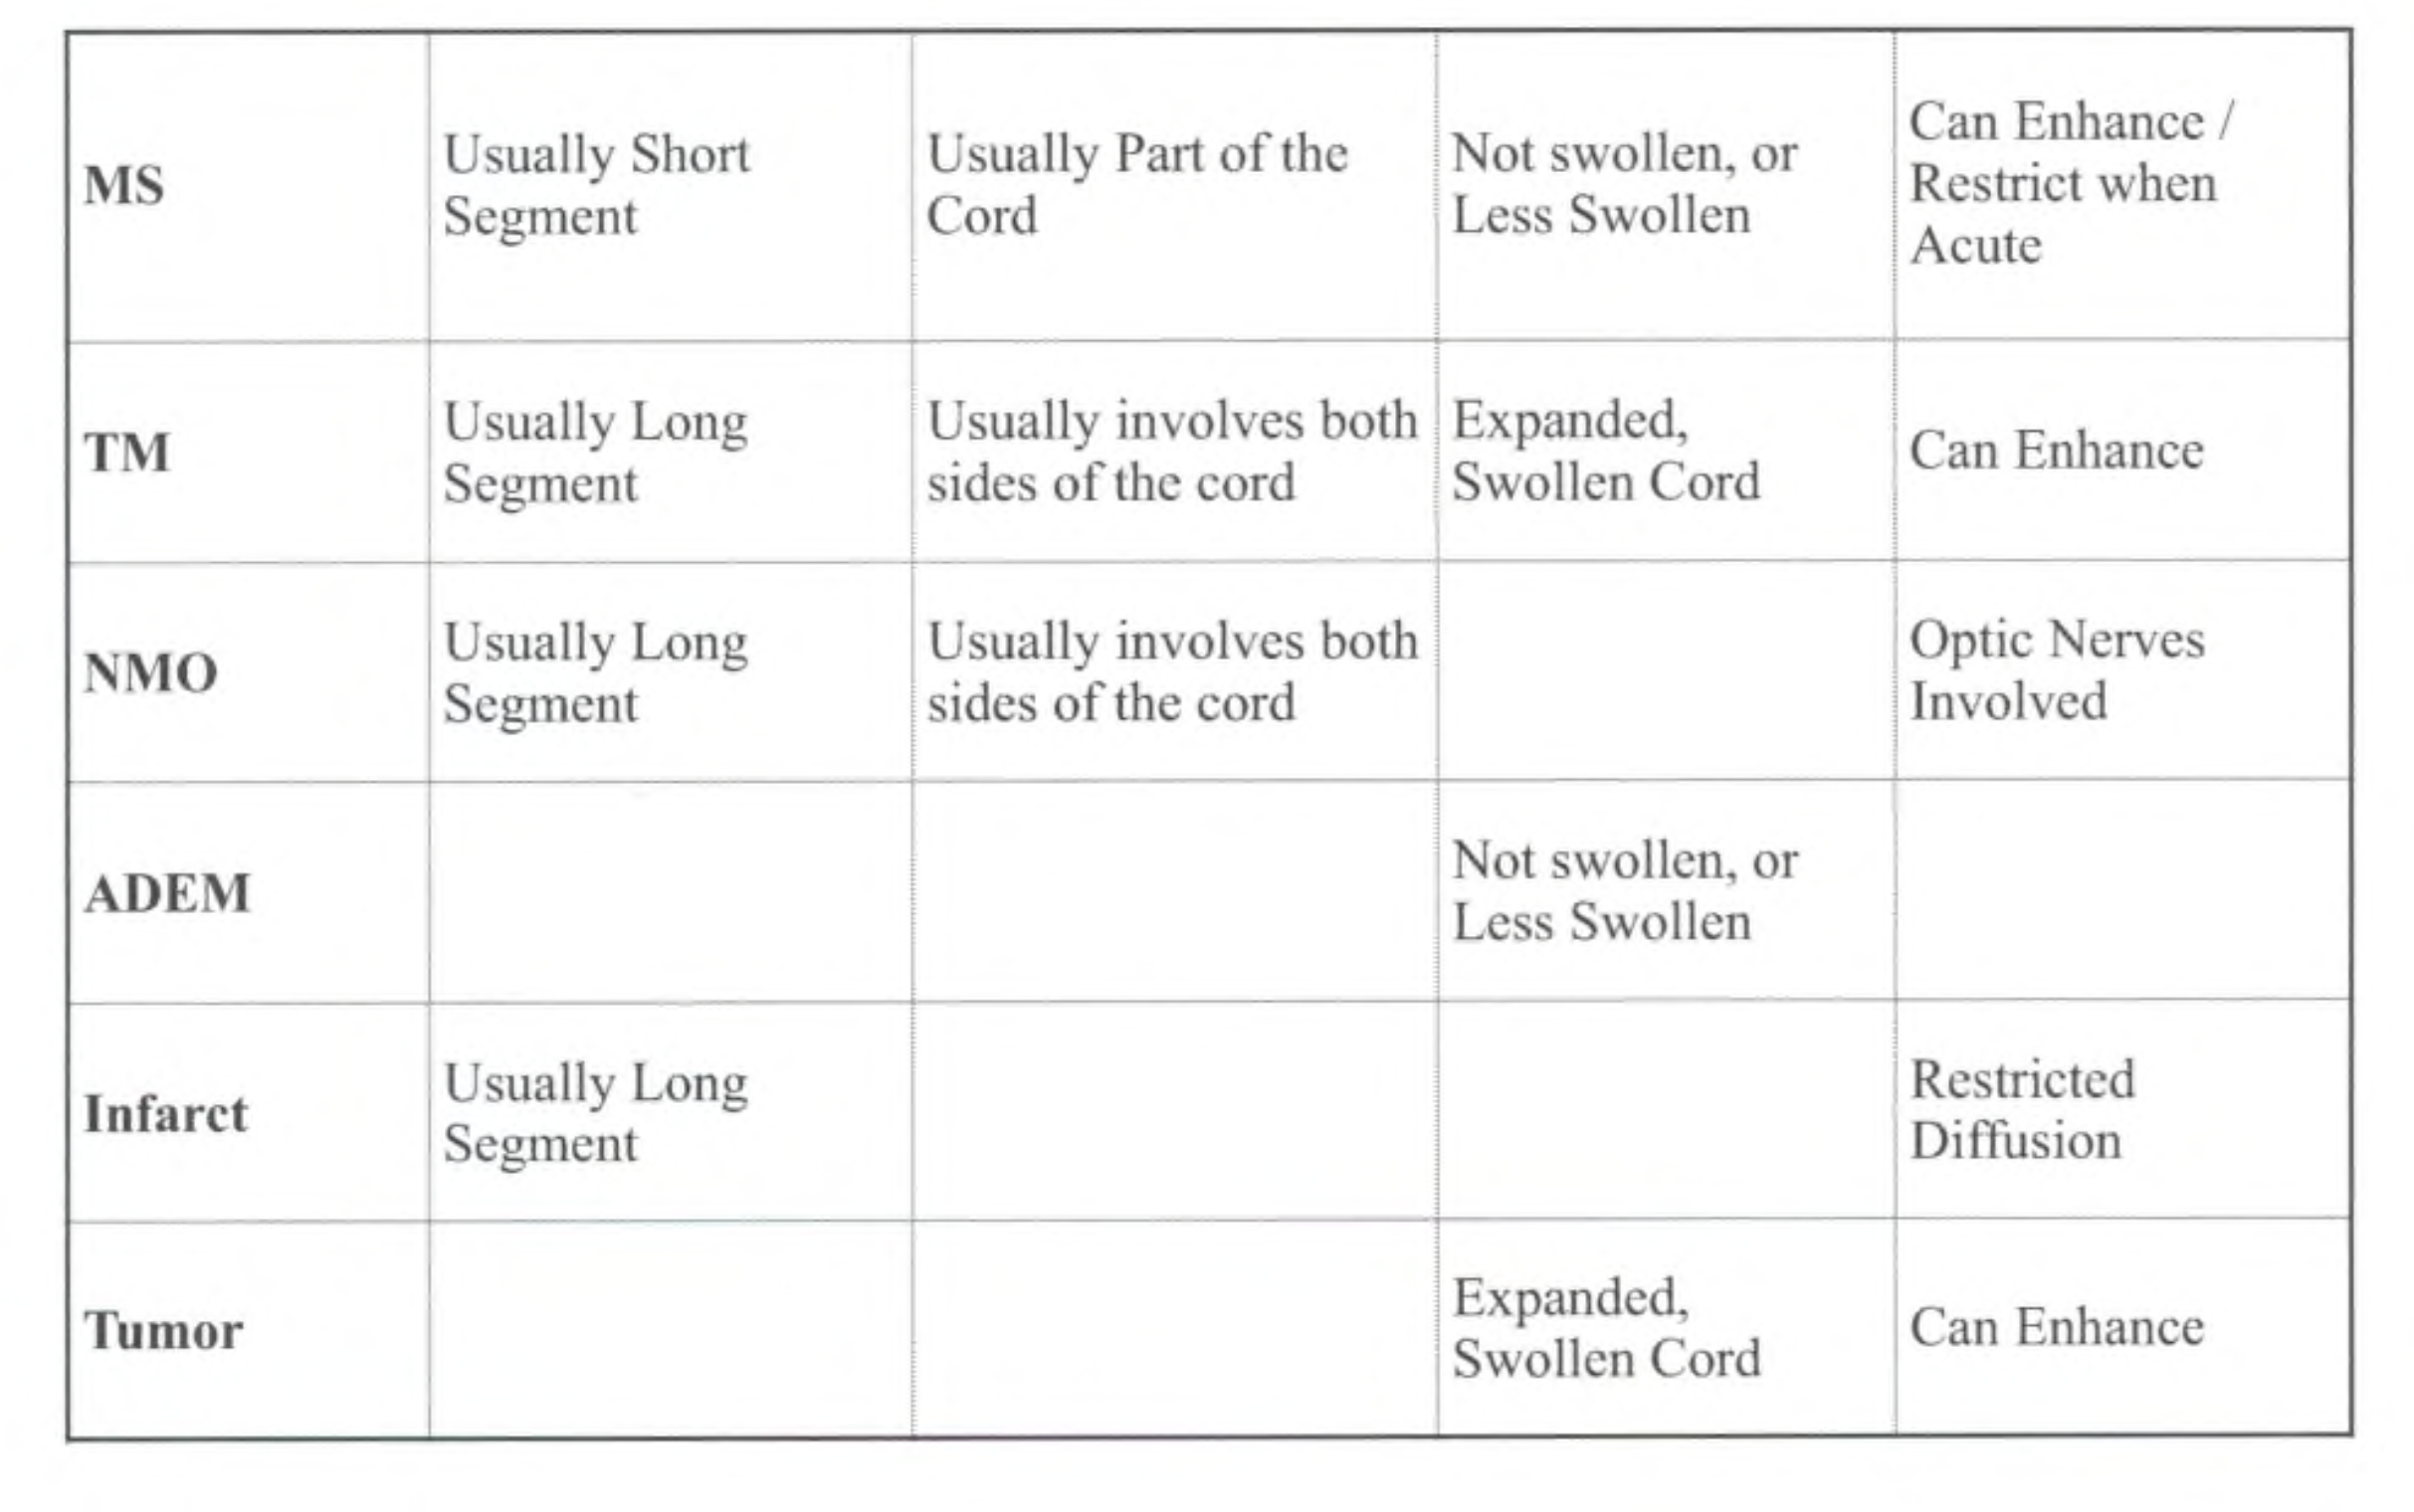 MS
Usually Short
Segment
Usually Part of the
Cord
Not swollen, or
Less Swollen
Can Enhance /
Restrict when
Acute
TM
Usually Long
Segment
Usually involves both
sides of the cord
Expanded,
Swollen Cord
Can Enhance
NMO
Usually Long
Segment
Usually involves both
sides of the cord
Optic Nerves
Involved
ADEM
Not swollen, or
Less Swollen
Infarct
Usually Long
Segment
Restricted
Diffusion
Tumor
Expanded,
Swollen Cord
Can Enhance